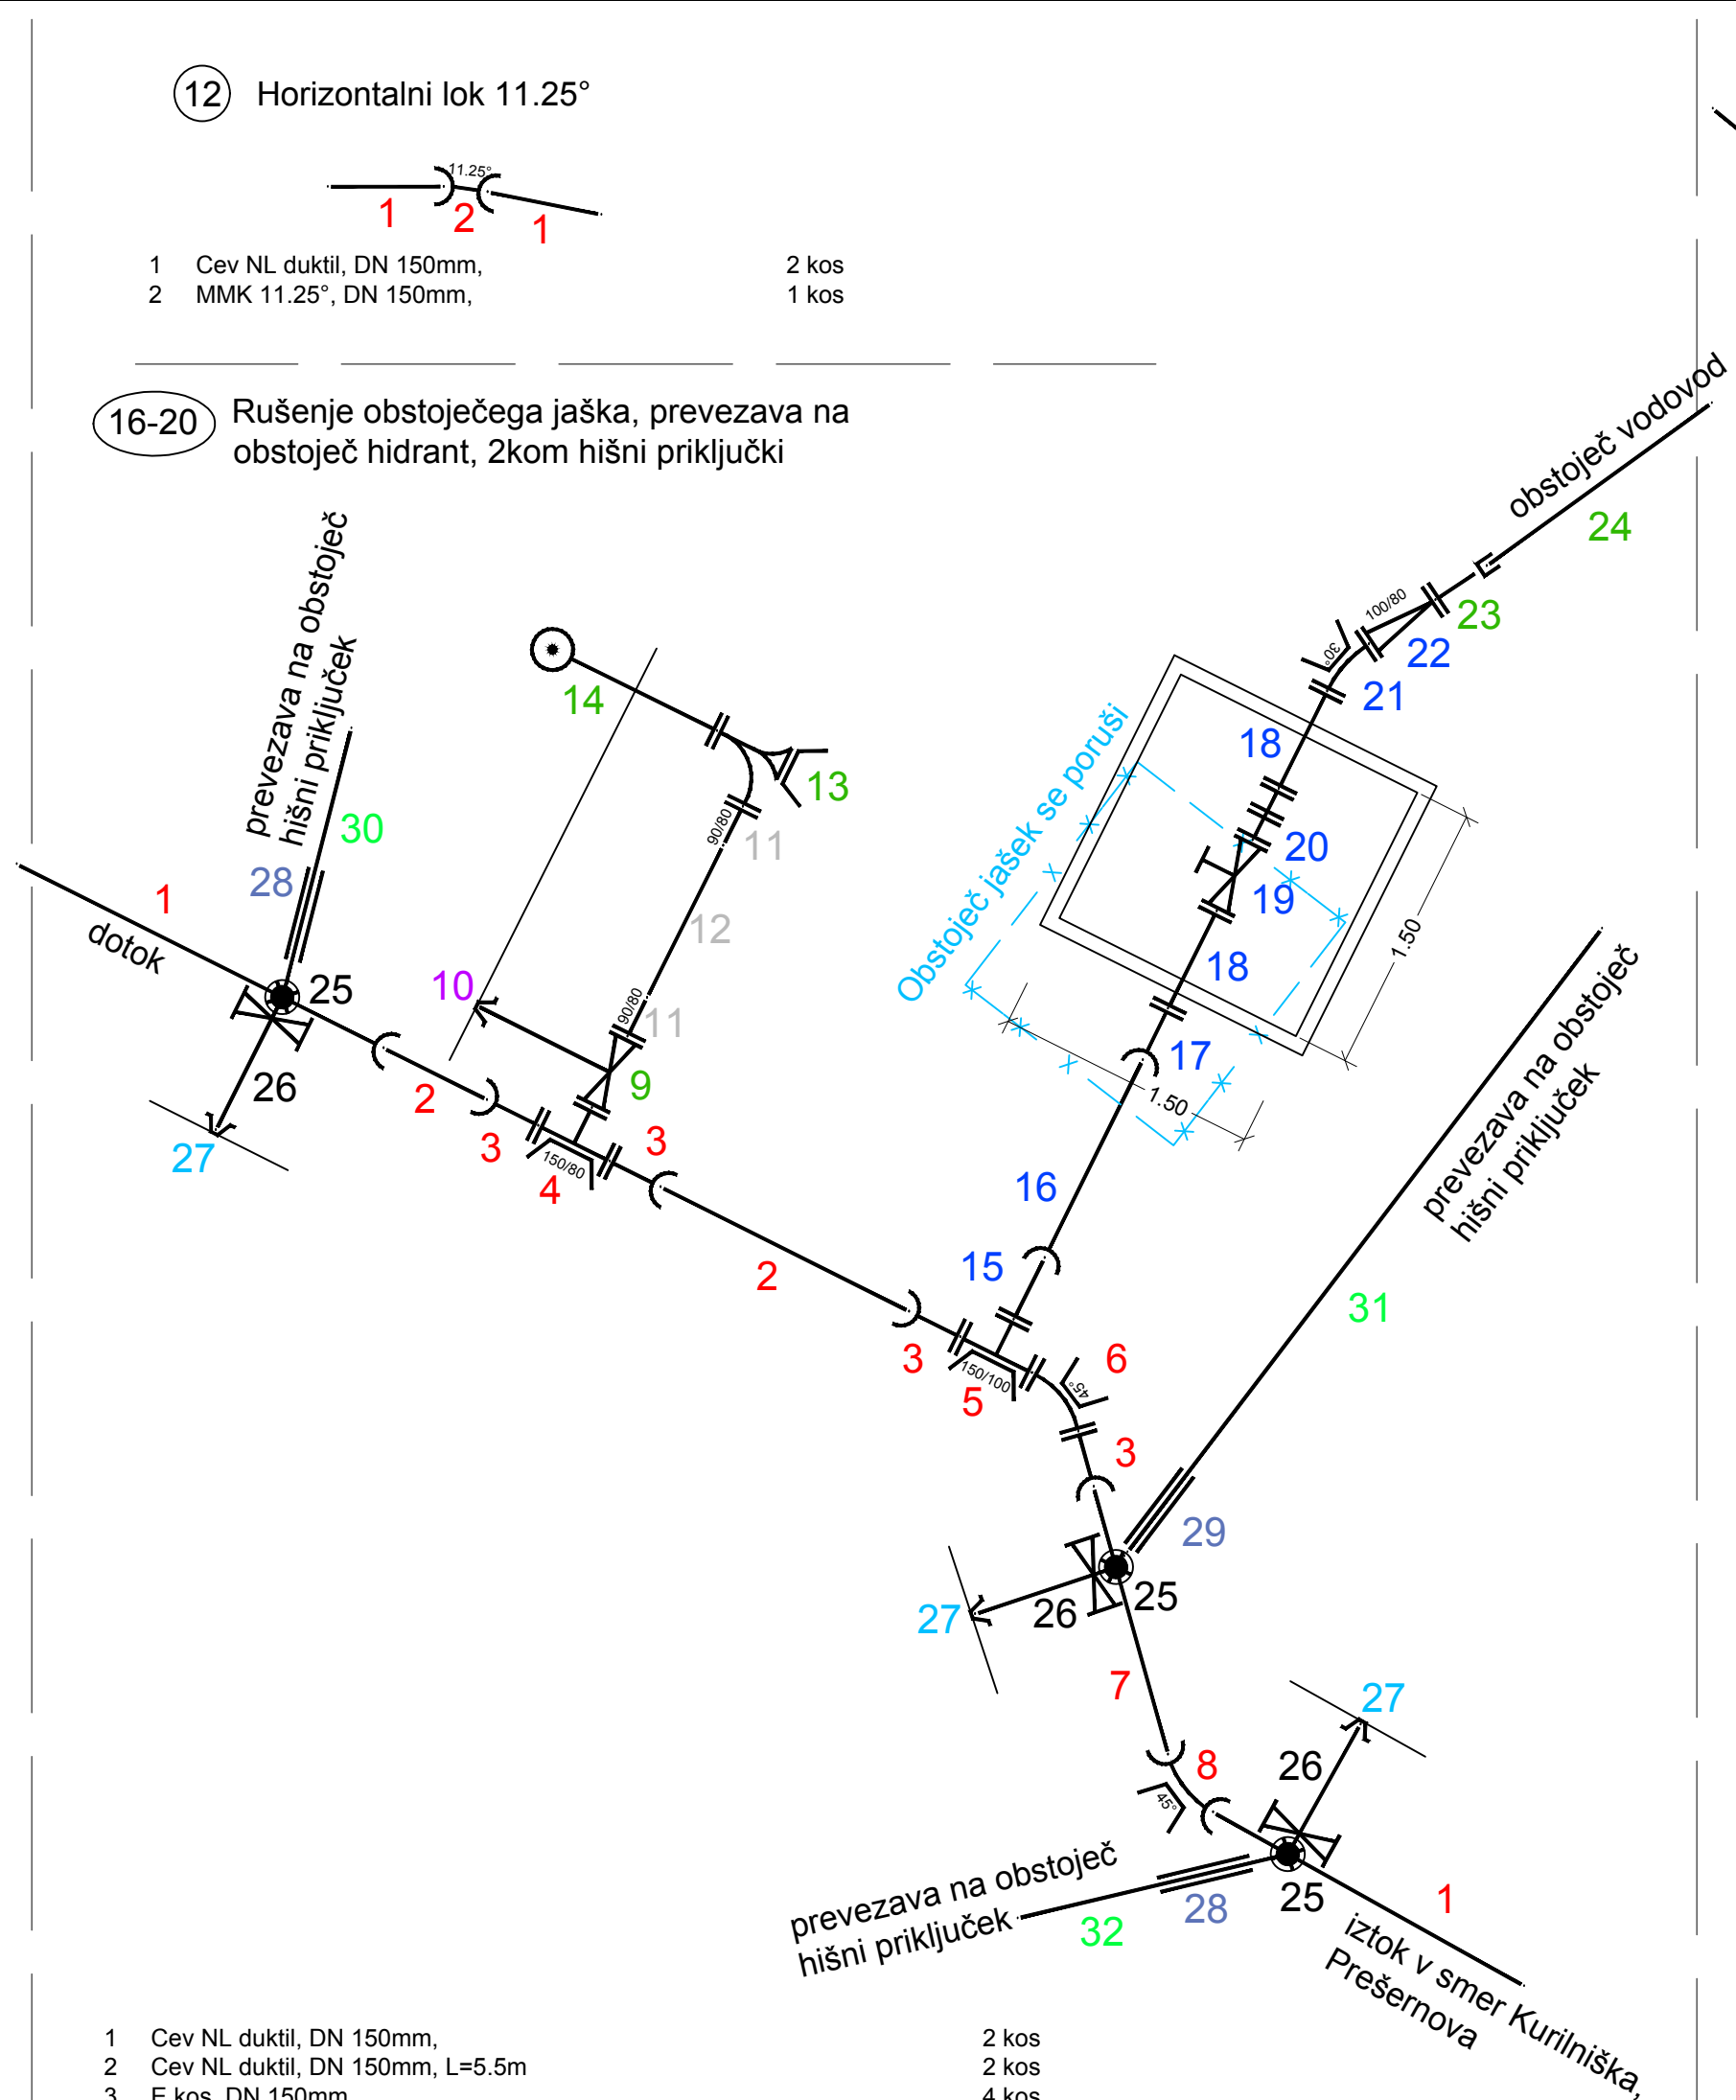 12 Horizontalni lok 11.25°
11.25°
1 2 1
1 Cev NL duktil, DN 150mm, 2 kos
2 MMK 11.25°, DN 150mm, 1 kos
16-20 Rušenje obstoječega jaška, prevezava na
obstoječ hidrant, 2kom hišni priključki
obstoječ vodovod
24
23
100/80
22
30°
21
18
20
19
18
17
1.50
1.50
Obstoječ jašek se poruši
16
15
prevezava na obstoječ
hišni priključek
30
28
1
dotok
25
26
27
2
3
150/80
4
3
9
10
90/80
11
12
90/80
11
13
14
2
3
150/100
5
45°
6
3
prevezava na obstoječ
hišni priključek
31
29
25
26
27
7
8
45°
27
26
25
1
28
prevezava na obstoječ
hišni priključek
32
iztok v smer Kurilniška,
Prešernova
1 Cev NL duktil, DN 150mm, 2 kos
2 Cev NL duktil, DN 150mm, L=5.5m 2 kos
3 E kos, DN 150mm 4 kos